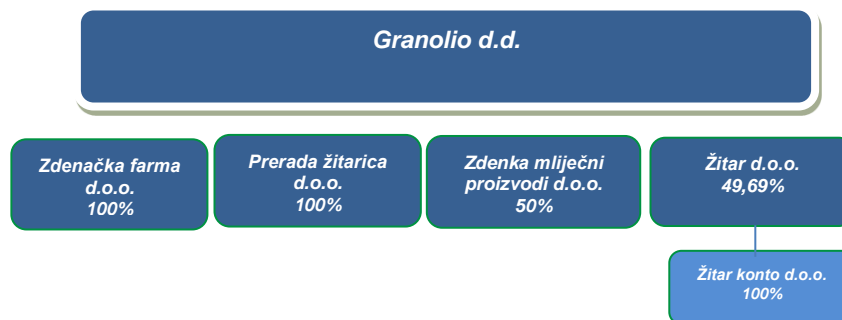 Granolio d.d.
Zdenačka farma
d.o.o.
100%
Prerada žitarica
d.o.o.
100%
Zdenka mliječni
proizvodi d.o.o.
50%
Žitar d.o.o.
49,69%
Žitar konto d.o.o.
100%